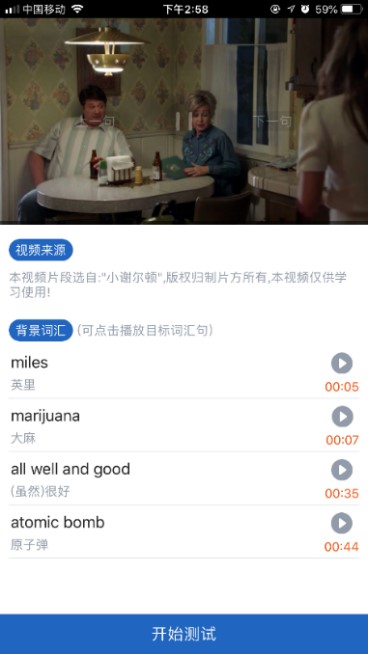 中国移动
下午2:58
59%
下一句
视频来源
本视频片段选自:"小谢尔顿",版权归制片方所有,本视频仅供学
习使用!
背景词汇 (可点击播放目标词汇句)
miles
英里
00:05
marijuana
大麻
00:07
all well and good
(虽然)很好
00:35
atomic bomb
原子弹
00:44
开始测试